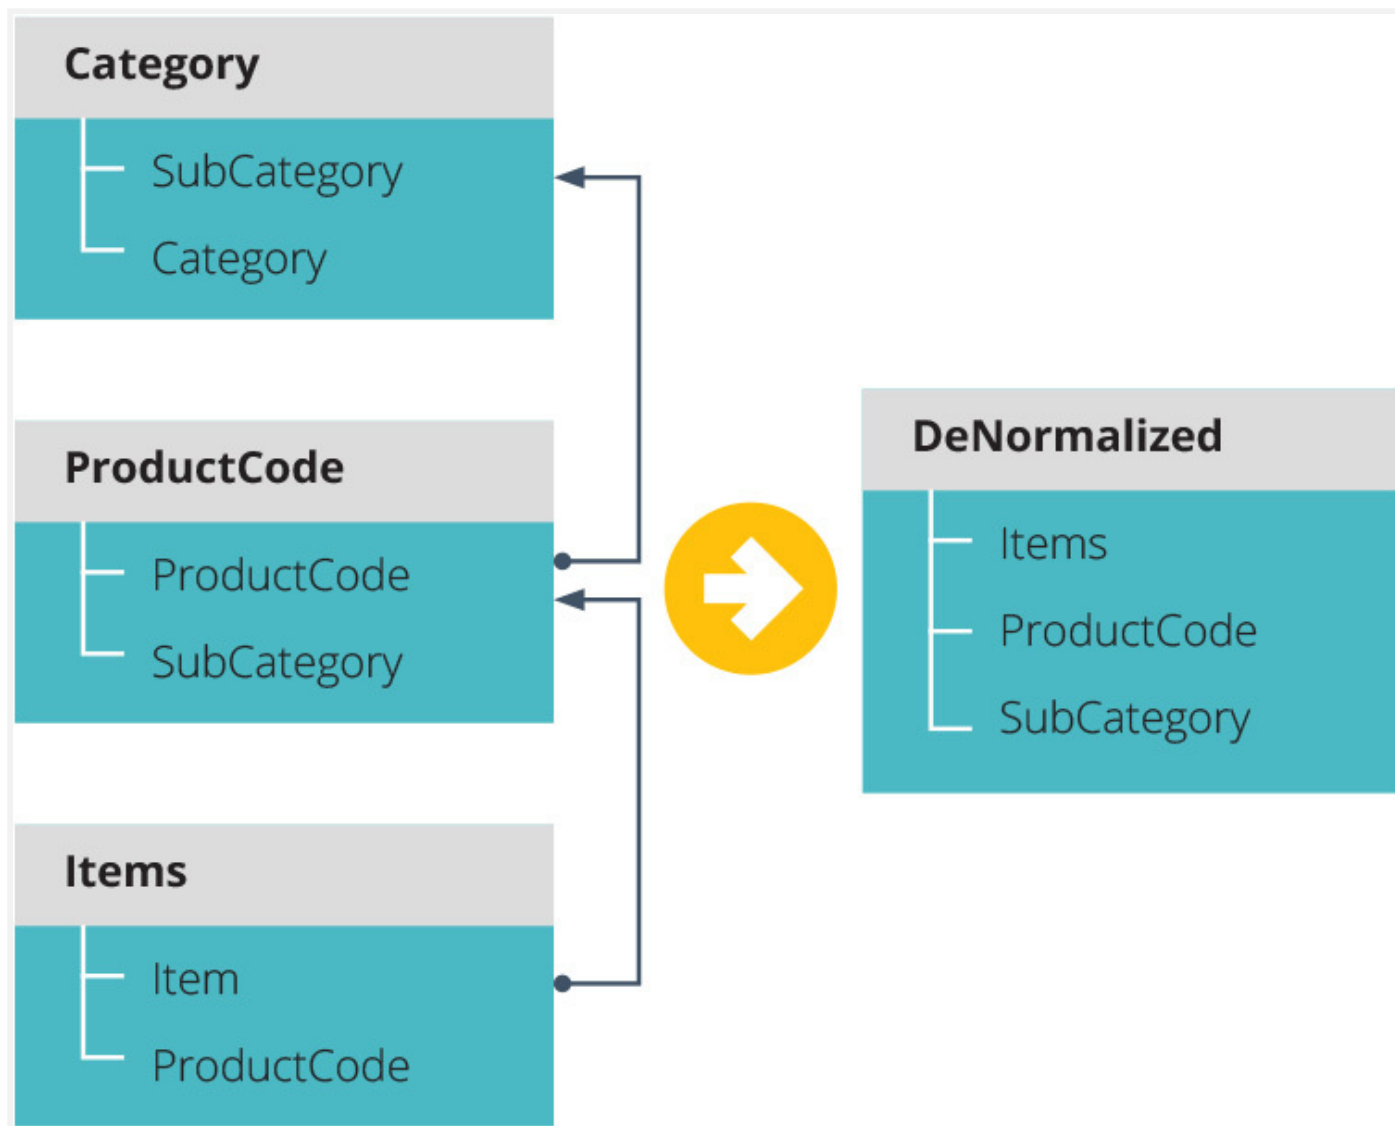 Category
SubCategory
Category
ProductCode
ProductCode
SubCategory
Items
Item
ProductCode
DeNormalized
Items
ProductCode
SubCategory